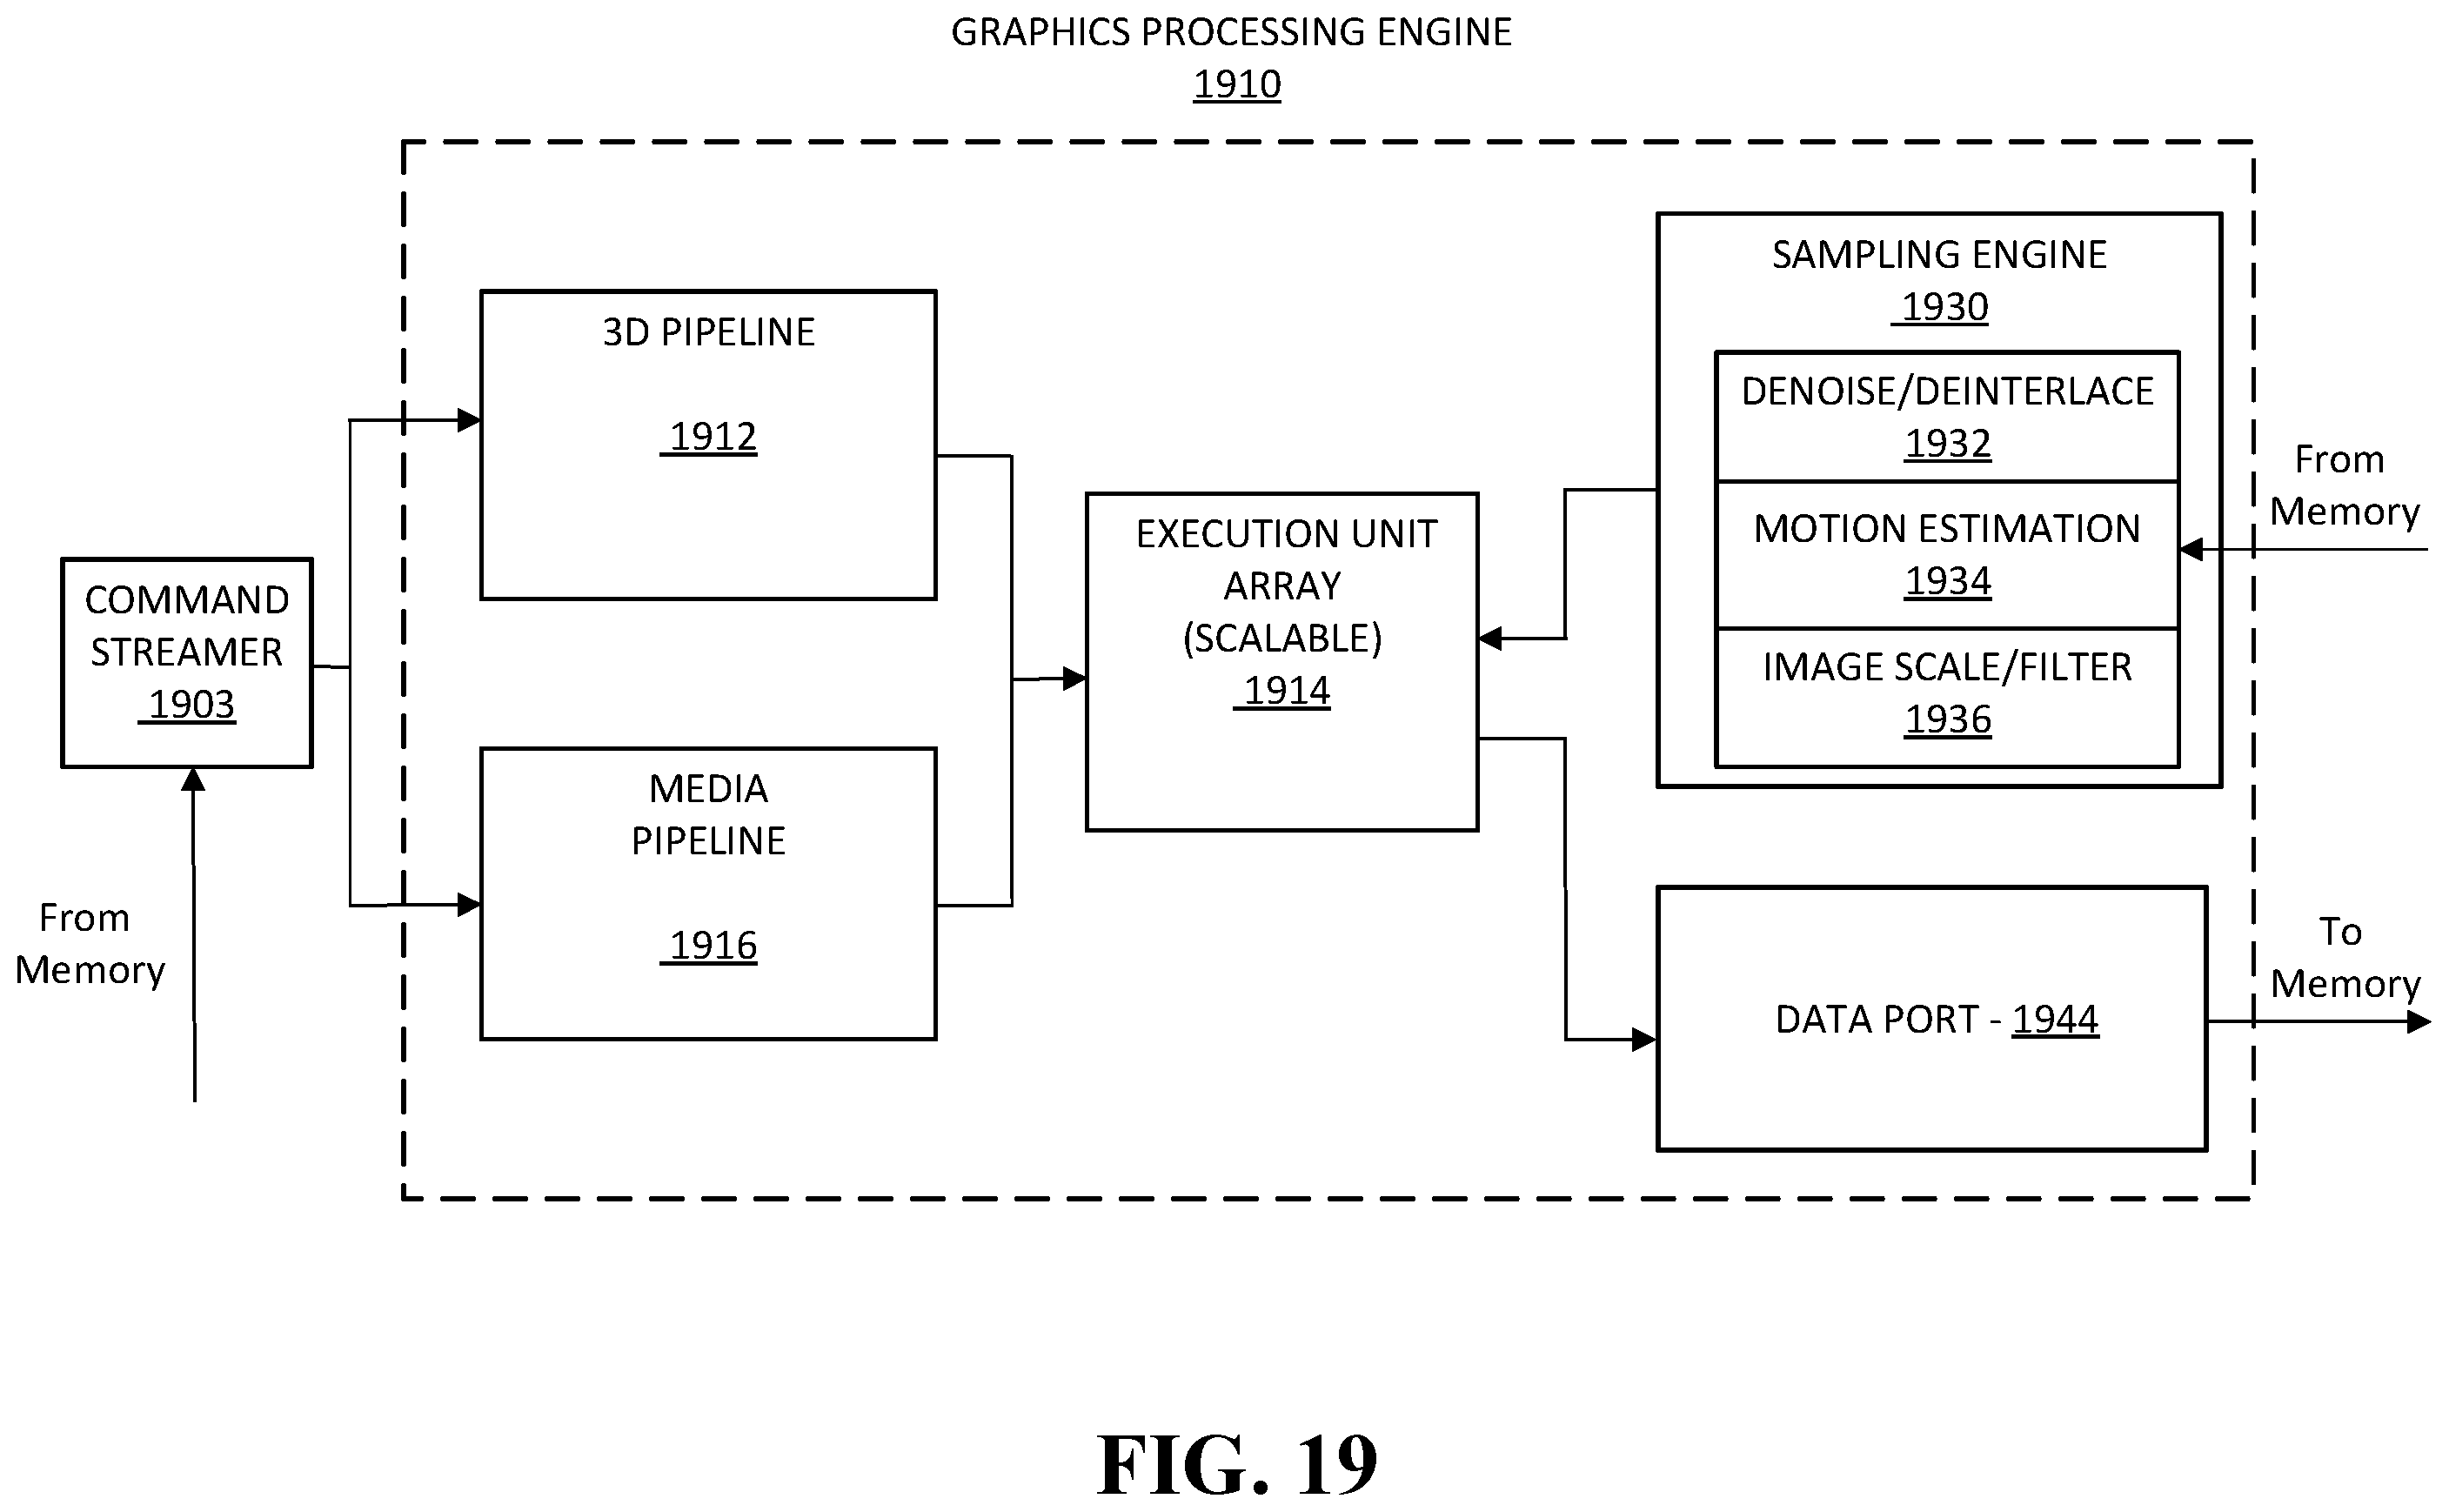 GRAPHICS PROCESSING ENGINE
1910
COMMAND
STREAMER
1903
From
Memory
3D PIPELINE
1912
MEDIA
PIPELINE
1916
EXECUTION UNIT
ARRAY
(SCALABLE)
1914
SAMPLING ENGINE
1930
DENOISE/DEINTERLACE
1932
MOTION ESTIMATION
1934
IMAGE SCALE/FILTER
1936
From
Memory
DATA PORT - 1944
To
Memory
FIG. 19